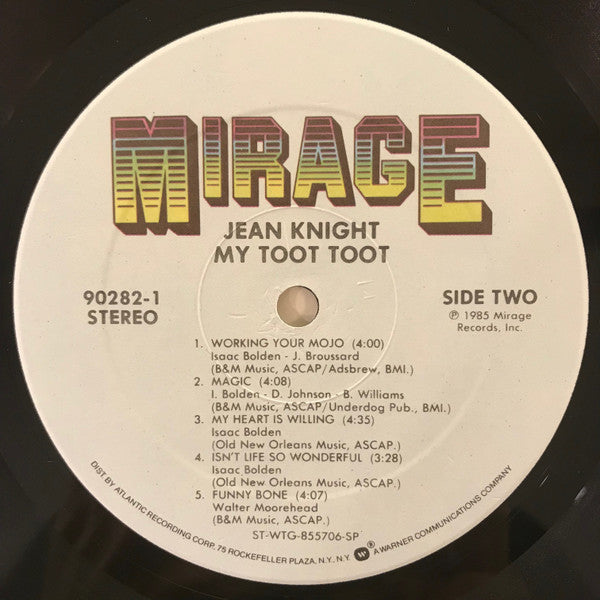 MIRAGE
JEAN KNIGHT
MY TOOT TOOT
90282-1
STEREO
SIDE TWO
℗ 1985 Mirage
Records, Inc.
1. WORKING YOUR MOJO (4:00)
Isaac Bolden - J. Broussard
(B&M Music, ASCAP/Adsbrew, BMI.)
2. MAGIC (4:08)
I. Bolden - D. Johnson - B. Williams
(B&M Music, ASCAP/Underdog Pub., BMI.)
3. MY HEART IS WILLING (4:35)
Isaac Bolden
(Old New Orleans Music, ASCAP.)
4. ISN'T LIFE SO WONDERFUL (3:28)
Isaac Bolden
(Old New Orleans Music, ASCAP.)
5. FUNNY BONE (4:07)
Walter Moorehead
(B&M Music, ASCAP.)
ST-WTG-855706-SP
DIST BY ATLANTIC RECORDING CORP. 75 ROCKEFELLER PLAZA, N.Y. N.Y. W® A WARNER COMMUNICATIONS COMPANY